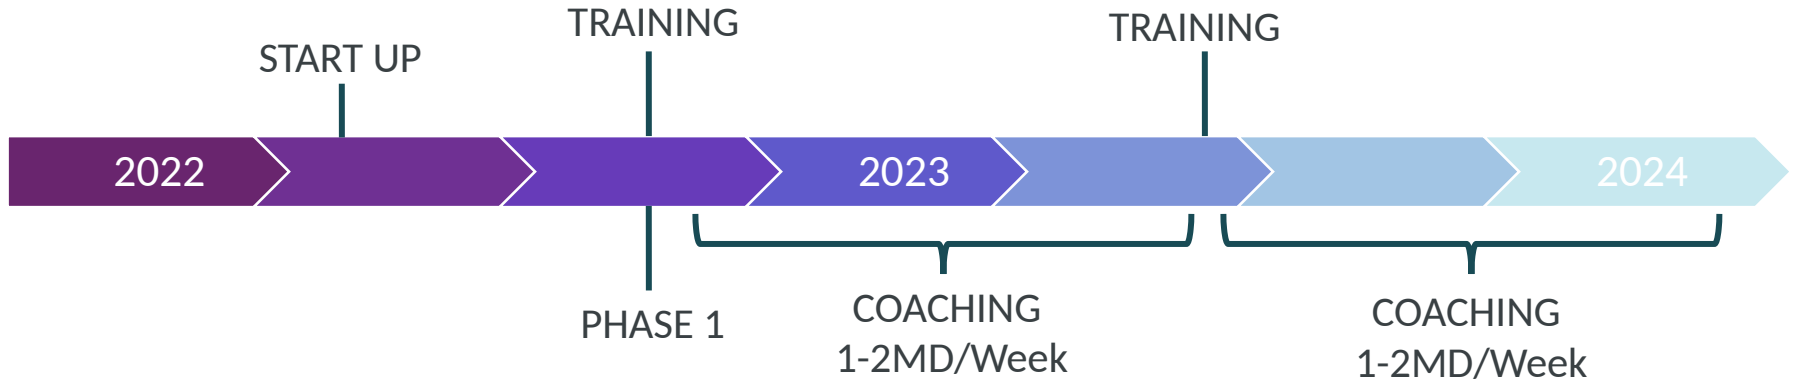 TRAINING
TRAINING
START UP
2022
2023
2024
PHASE 1
COACHING
1-2MD/Week
COACHING
1-2MD/Week